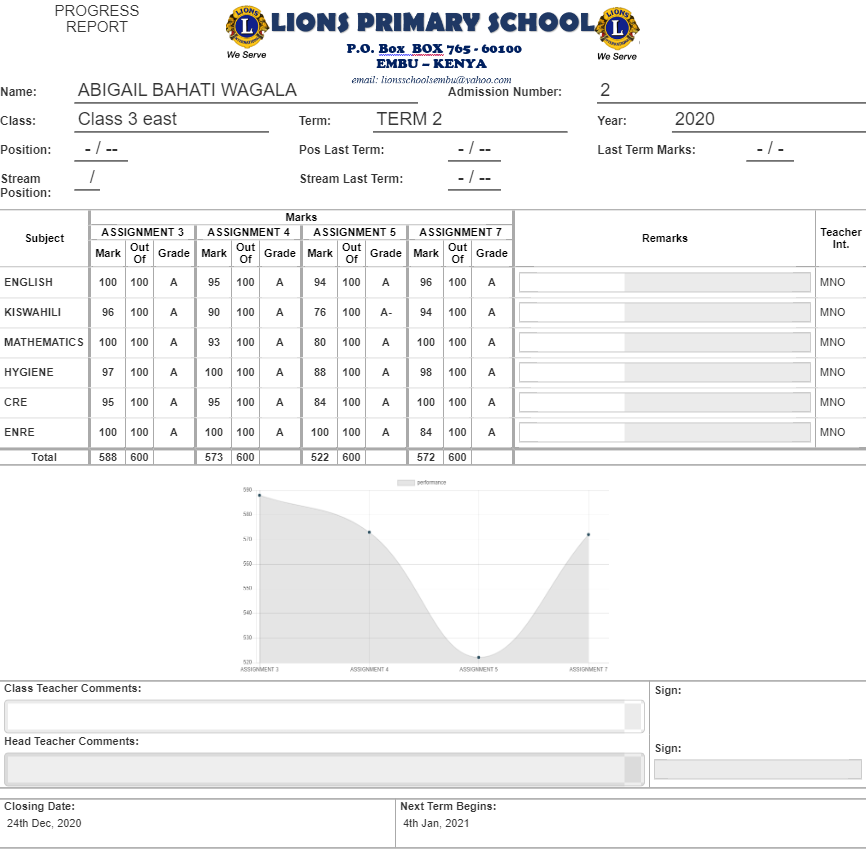 PROGRESS
REPORT
LIONS
L
INTERNATIONAL
We Serve
LIONS PRIMARY SCHOOL
P.O. Box BOX 765 - 60100
EMBU – KENYA
email: lionsschoolsembu@yahoo.com
LIONS
L
INTERNATIONAL
We Serve
Name: ABIGAIL BAHATI WAGALA Admission Number: 2
Class: Class 3 east Term: TERM 2 Year: 2020
Position: - / -- Pos Last Term: - / -- Last Term Marks: - / -
Stream Position: / Stream Last Term: - / --
Marks
Subject ASSIGNMENT 3 ASSIGNMENT 4 ASSIGNMENT 5 ASSIGNMENT 7 Remarks Teacher Int.
Mark Out Of Grade Mark Out Of Grade Mark Out Of Grade Mark Out Of Grade
ENGLISH 100 100 A 95 100 A 94 100 A 96 100 A MNO
KISWAHILI 96 100 A 90 100 A 76 100 A- 94 100 A MNO
MATHEMATICS 100 100 A 93 100 A 80 100 A 100 100 A MNO
HYGIENE 97 100 A 100 100 A 88 100 A 98 100 A MNO
CRE 95 100 A 95 100 A 84 100 A 100 100 A MNO
ENRE 100 100 A 100 100 A 100 100 A 84 100 A MNO
Total 588 600 573 600 522 600 572 600
performance
590
580
570
560
550
540
530
520
ASSIGNMENT 3 ASSIGNMENT 4 ASSIGNMENT 5 ASSIGNMENT 7
Class Teacher Comments: Sign:
Head Teacher Comments: Sign:
Closing Date: Next Term Begins:
24th Dec, 2020 4th Jan, 2021